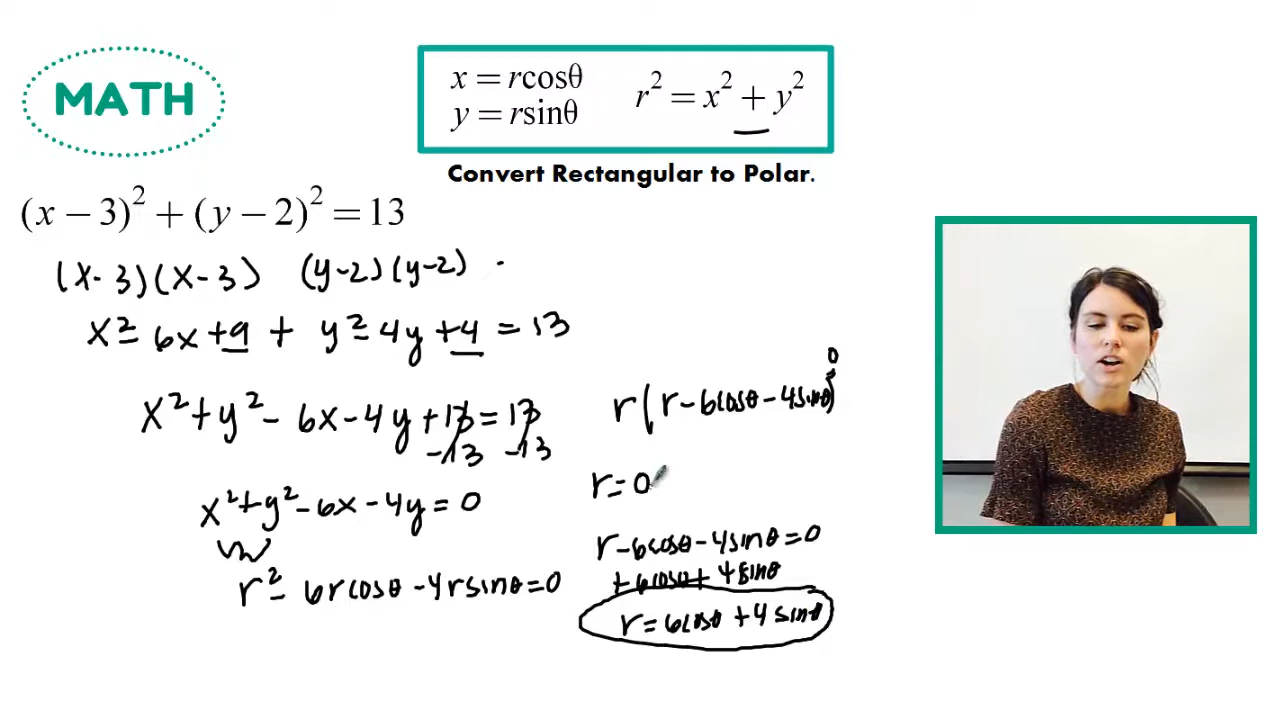 MATH
x = rcosθ
y = rsinθ
r² = x² + y²
Convert Rectangular to Polar.
(x − 3)² + (y − 2)² = 13
(x-3)(x-3) (y-2)(y-2)
x² - 6x +9 + y² - 4y +4 = 13
x² + y² - 6x - 4y + 13 = 13
-13 -13
x² + y² - 6x - 4y = 0
r² - 6rcosθ - 4rsinθ = 0
0
r(r - 6cosθ - 4sinθ)
r = 0
r - 6cosθ - 4sinθ = 0
+ 6cosθ + 4sinθ
r = 6cosθ + 4sinθ